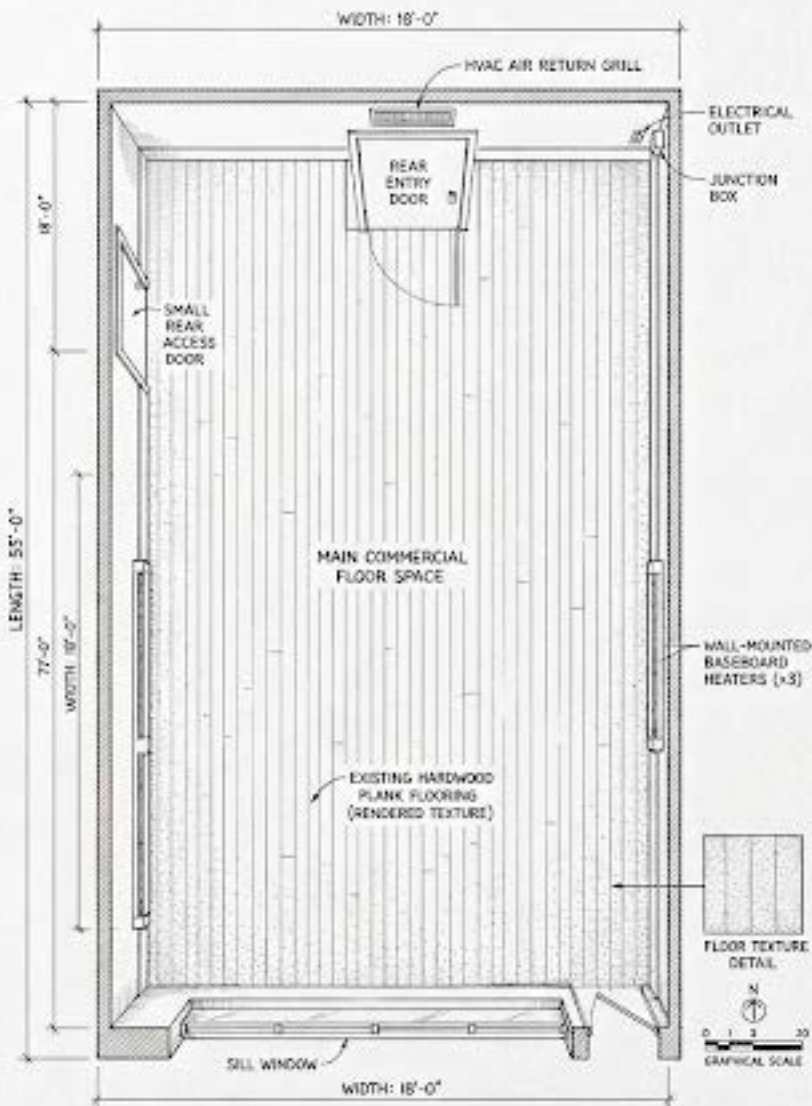 WIDTH: 18'-0"
HVAC AIR RETURN GRILL
ELECTRICAL
OUTLET
JUNCTION
BOX
REAR
ENTRY
DOOR
18'-0"
SMALL
REAR
ACCESS
DOOR
LENGTH: 55'-0"
MAIN COMMERCIAL
FLOOR SPACE
77'-0"
WIDTH 18'-0"
WALL-MOUNTED
BASEBOARD
HEATERS (x3)
EXISTING HARDWOOD
PLANK FLOORING
(RENDERED TEXTURE)
FLOOR TEXTURE
DETAIL
N
0 1
GRAPHICAL SCALE
SILL WINDOW
WIDTH: 18'-0"